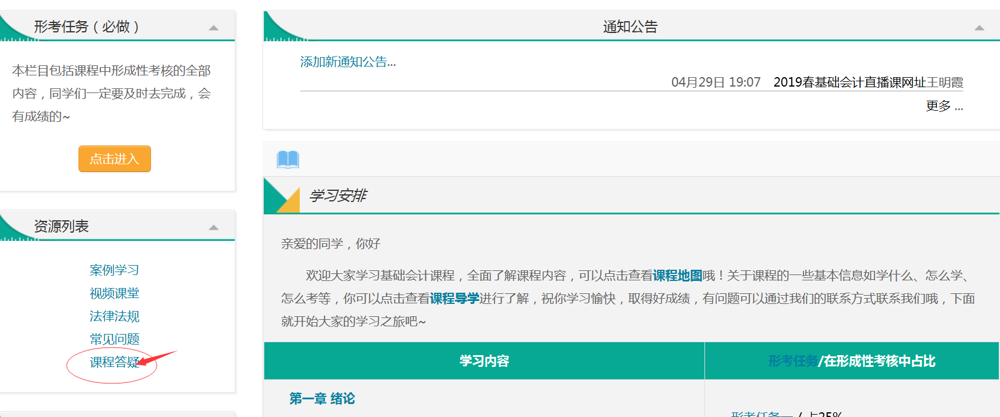 形考任务（必做）
本栏目包括课程中形成性考核的全部
内容，同学们一定要及时去完成，会
有成绩的~
点击进入
资源列表
案例学习
视频课堂
法律法规
常见问题
课程答疑
通知公告
添加新通知公告...
04月29日 19:07 2019春基础会计直播课网址王明霞
更多 ...
学习安排
亲爱的同学，你好
欢迎大家学习基础会计课程，全面了解课程内容，可以点击查看课程地图哦！关于课程的一些基本信息如学什么、怎么学、
怎么考等，你可以点击查看课程导学进行了解，祝你学习愉快，取得好成绩，有问题可以通过我们的联系方式联系我们哦，下面
就开始大家的学习之旅吧~
学习内容
形考任务/在形成性考核中占比
第一章 绪论
形考任务一 / 占25%